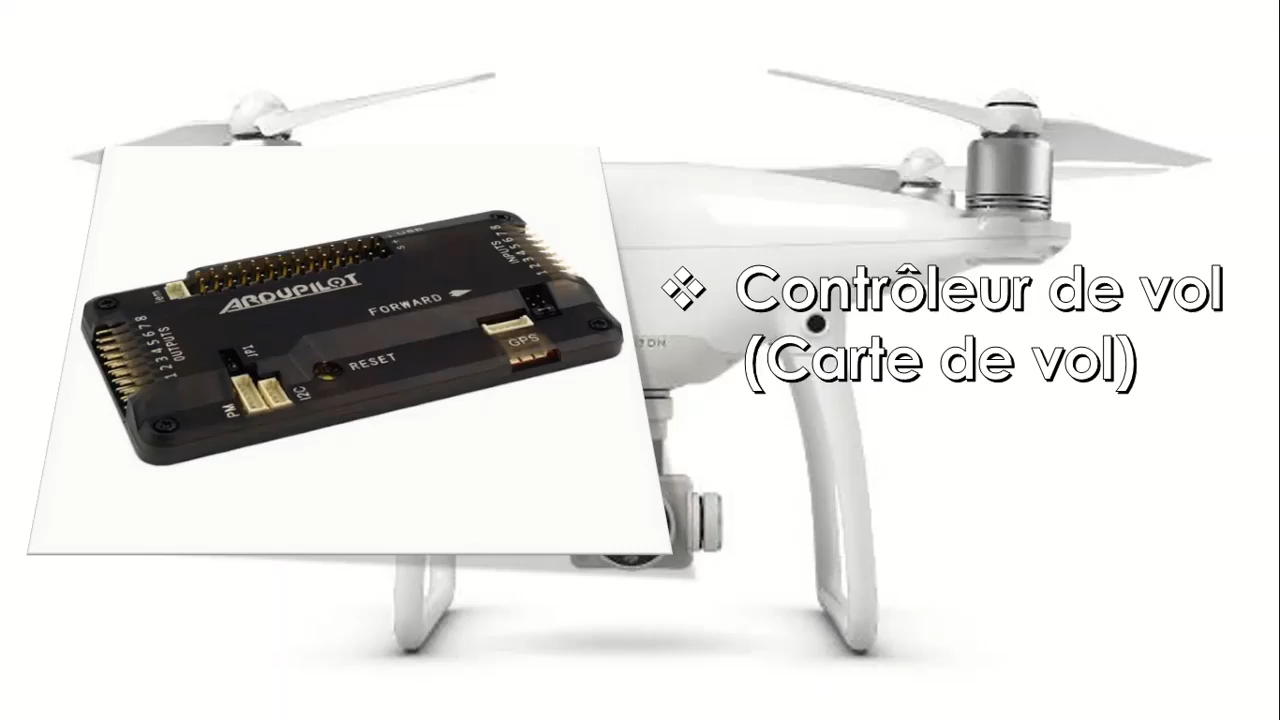 ❖ Contrôleur de vol
(Carte de vol)
ARDUPILOT
FORWARD
INPUTS
1 2 3 4 5 6 7 8
OUTPUTS
1 2 3 4 5 6 7 8
JP1
RESET
GPS
PM
I2C